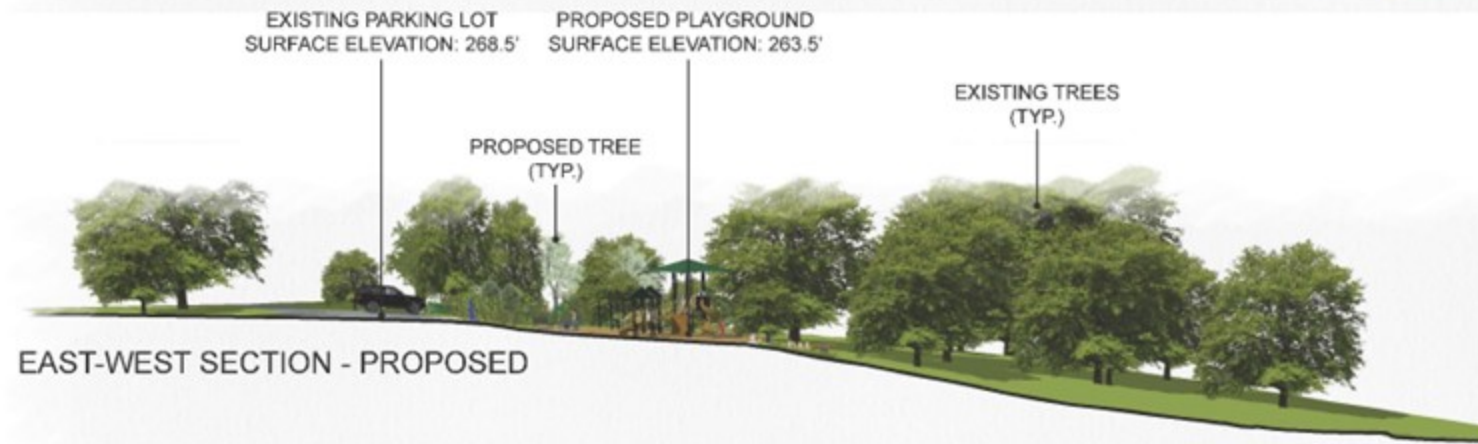 EXISTING PARKING LOT
SURFACE ELEVATION: 268.5'
PROPOSED PLAYGROUND
SURFACE ELEVATION: 263.5'
EXISTING TREES
(TYP.)
PROPOSED TREE
(TYP.)
EAST-WEST SECTION - PROPOSED